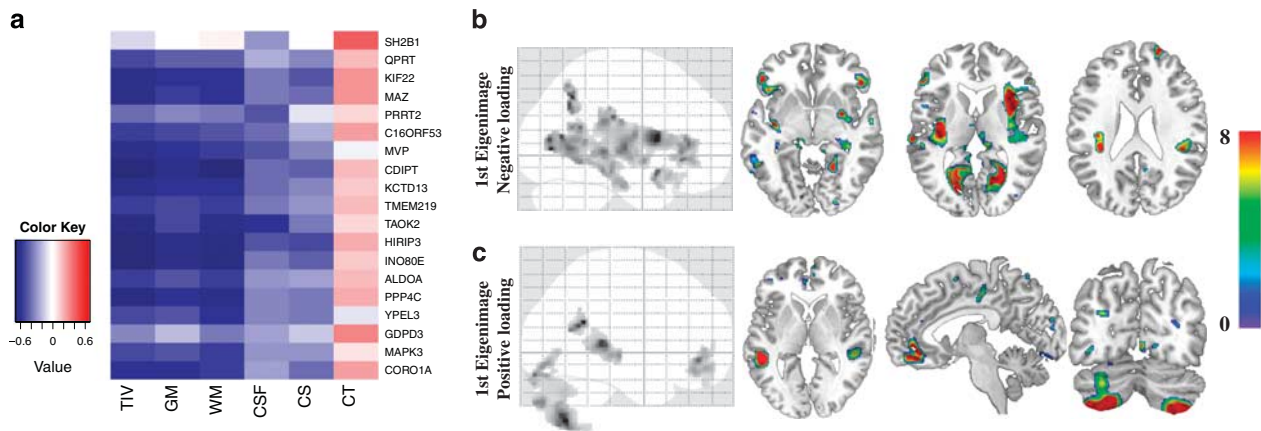 a
SH2B1
QPRT
KIF22
MAZ
PRRT2
C16ORF53
MVP
CDIPT
KCTD13
TMEM219
TAOK2
HIRIP3
INO80E
ALDOA
PPP4C
YPEL3
GDPD3
MAPK3
CORO1A
TIV GM WM CSF CS CT
Color Key
−0.6 0 0.6
Value
b
1st Eigenimage
Negative loading
c
1st Eigenimage
Positive loading
8
0